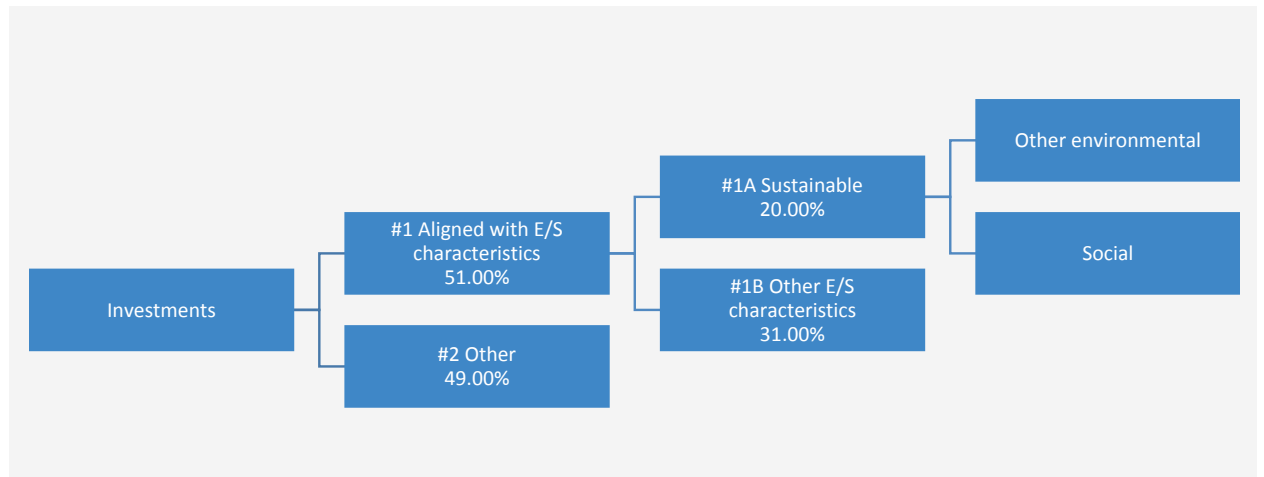 Investments
#1 Aligned with E/S
characteristics
51.00%
#2 Other
49.00%
#1A Sustainable
20.00%
#1B Other E/S
characteristics
31.00%
Other environmental
Social